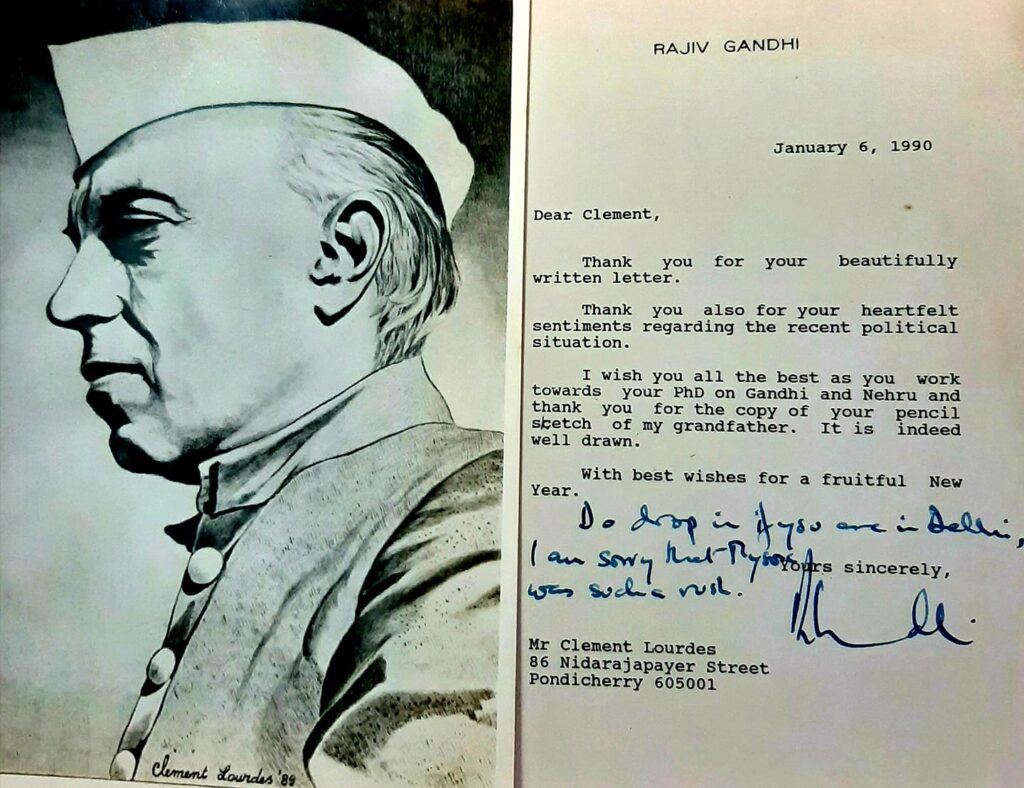 Clement Lourdes '89
RAJIV GANDHI
January 6, 1990
Dear Clement,
Thank you for your beautifully
written letter.
Thank you also for your heartfelt
sentiments regarding the recent political
situation.
I wish you all the best as you work
towards your PhD on Gandhi and Nehru and
thank you for the copy of your pencil
sketch of my grandfather. It is indeed
well drawn.
With best wishes for a fruitful New
Year.
Do drop in if you are in Delhi,
I am sorry that
was such a rush.
Yours sincerely,
Mr Clement Lourdes
86 Nidarajapayer Street
Pondicherry 605001